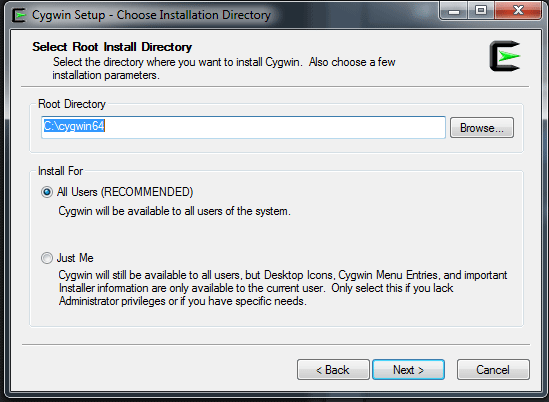 Cygwin Setup - Choose Installation Directory
Select Root Install Directory
Select the directory where you want to install Cygwin. Also choose a few
installation parameters.
Root Directory
C:\cygwin64
Browse...
Install For
All Users (RECOMMENDED)
Cygwin will be available to all users of the system.
Just Me
Cygwin will still be available to all users, but Desktop Icons, Cygwin Menu Entries, and important
Installer information are only available to the current user. Only select this if you lack
Administrator privileges or if you have specific needs.
< Back
Next >
Cancel